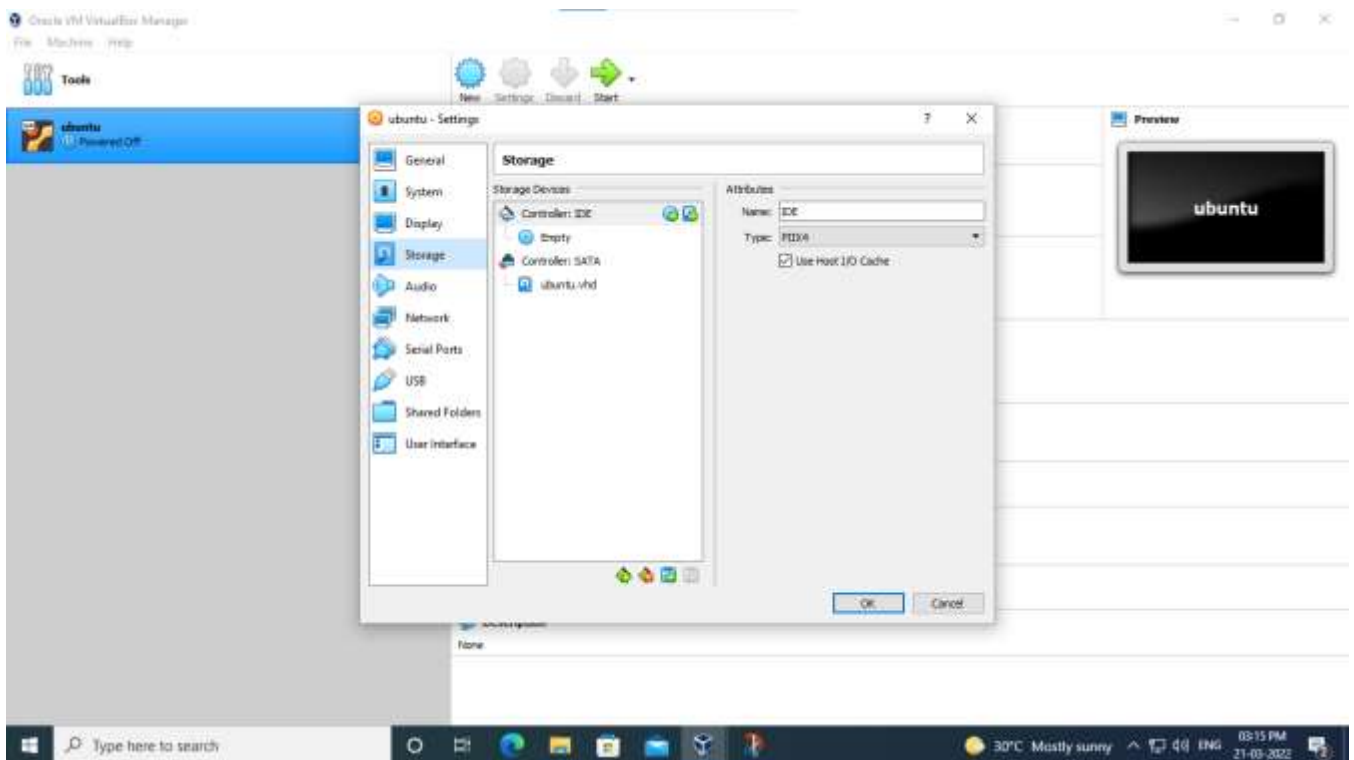 Oracle VM VirtualBox Manager
File Machine Help
Tools
New Settings Discard Start
ubuntu
Powered Off
ubuntu - Settings ?
Preview
ubuntu
General
System
Display
Storage
Audio
Network
Serial Ports
USB
Shared Folders
User Interface
Storage
Storage Devices
Controller: IDE
Empty
Controller: SATA
ubuntu.vhd
Attributes
Name: IDE
Type: PIIX4
Use Host I/O Cache
OK Cancel
Description
None
Type here to search
30°C Mostly sunny
ENG
03:15 PM
21-03-2022